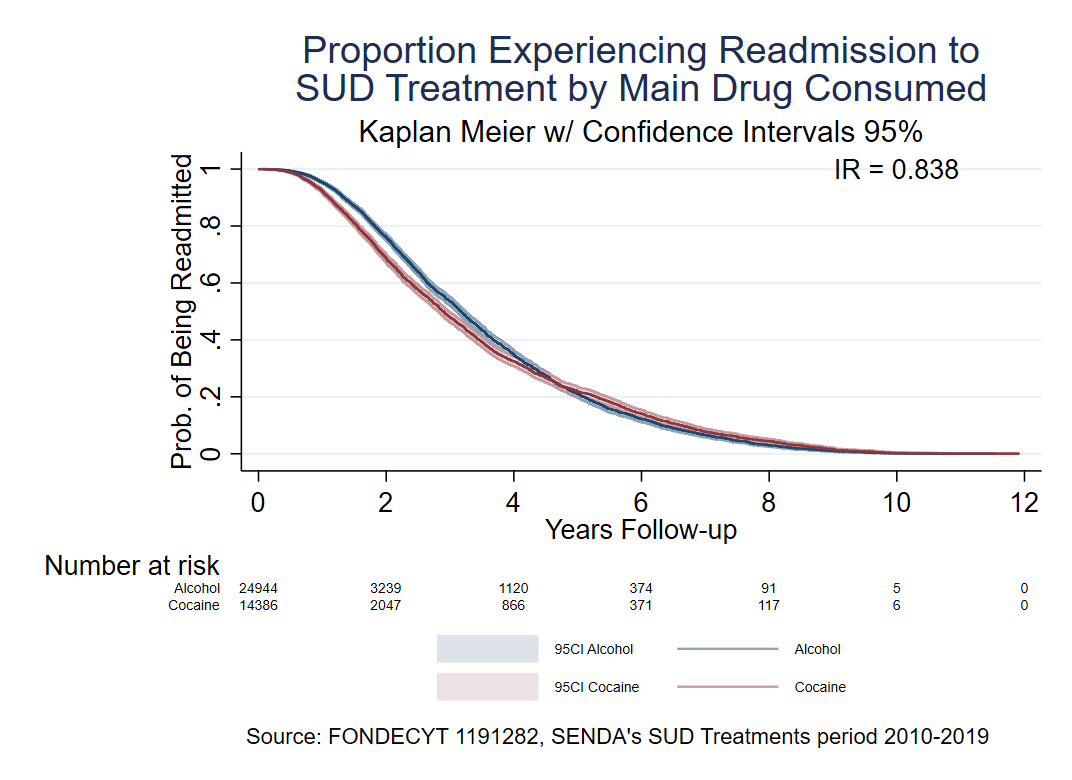 Proportion Experiencing Readmission to
SUD Treatment by Main Drug Consumed
Kaplan Meier w/ Confidence Intervals 95%
IR = 0.838
Prob. of Being Readmitted
1
.8
.6
.4
.2
0
0 2 4 6 8 10 12
Years Follow-up
Number at risk
Alcohol 24944 3239 1120 374 91 5 0
Cocaine 14386 2047 866 371 117 6 0
95CI Alcohol Alcohol
95CI Cocaine Cocaine
Source: FONDECYT 1191282, SENDA's SUD Treatments period 2010-2019